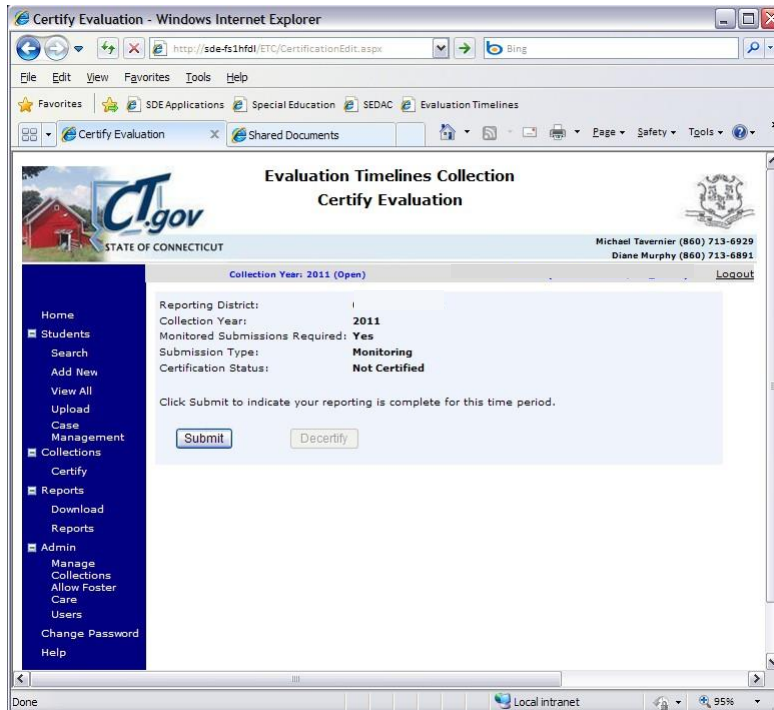 Certify Evaluation - Windows Internet Explorer
http://sde-fs1hfdl/ETC/CertificationEdit.aspx
Bing
File Edit View Favorites Tools Help
Favorites SDE Applications Special Education SEDAC Evaluation Timelines
Certify Evaluation X Shared Documents Page Safety Tools
Evaluation Timelines Collection
Certify Evaluation
CT.gov
STATE OF CONNECTICUT
Michael Tavernier (860) 713-6929
Diane Murphy (860) 713-6891
Collection Year: 2011 (Open) Logout
Home
Students
Search
Add New
View All
Upload
Case
Management
Collections
Certify
Reports
Download
Reports
Admin
Manage
Collections
Allow Foster
Care
Users
Change Password
Help
Reporting District:
Collection Year: 2011
Monitored Submissions Required: Yes
Submission Type: Monitoring
Certification Status: Not Certified
Click Submit to indicate your reporting is complete for this time period.
Submit Decertify
Done Local intranet 95%